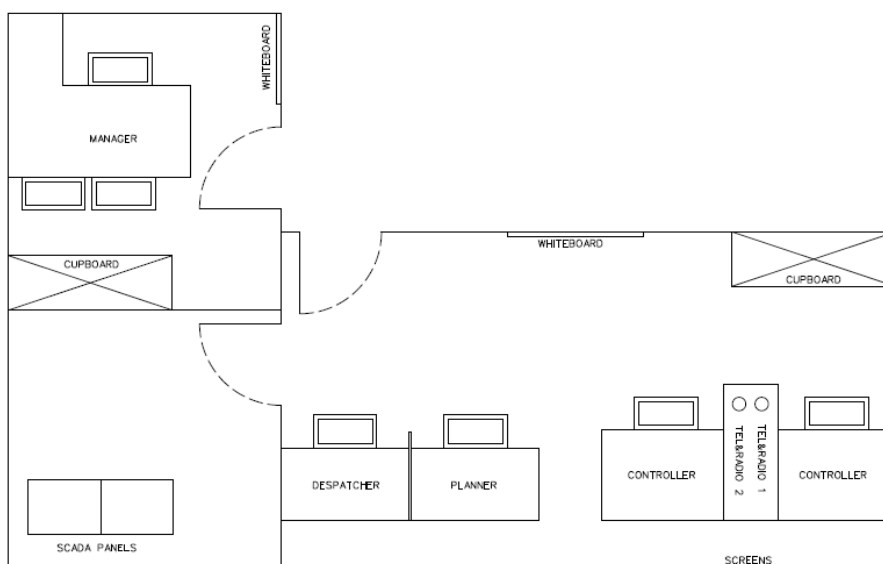 WHITEBOARD
MANAGER
CUPBOARD
WHITEBOARD
CUPBOARD
DESPATCHER
PLANNER
CONTROLLER
TEL&RADIO 2
TEL&RADIO 1
CONTROLLER
SCADA PANELS
SCREENS